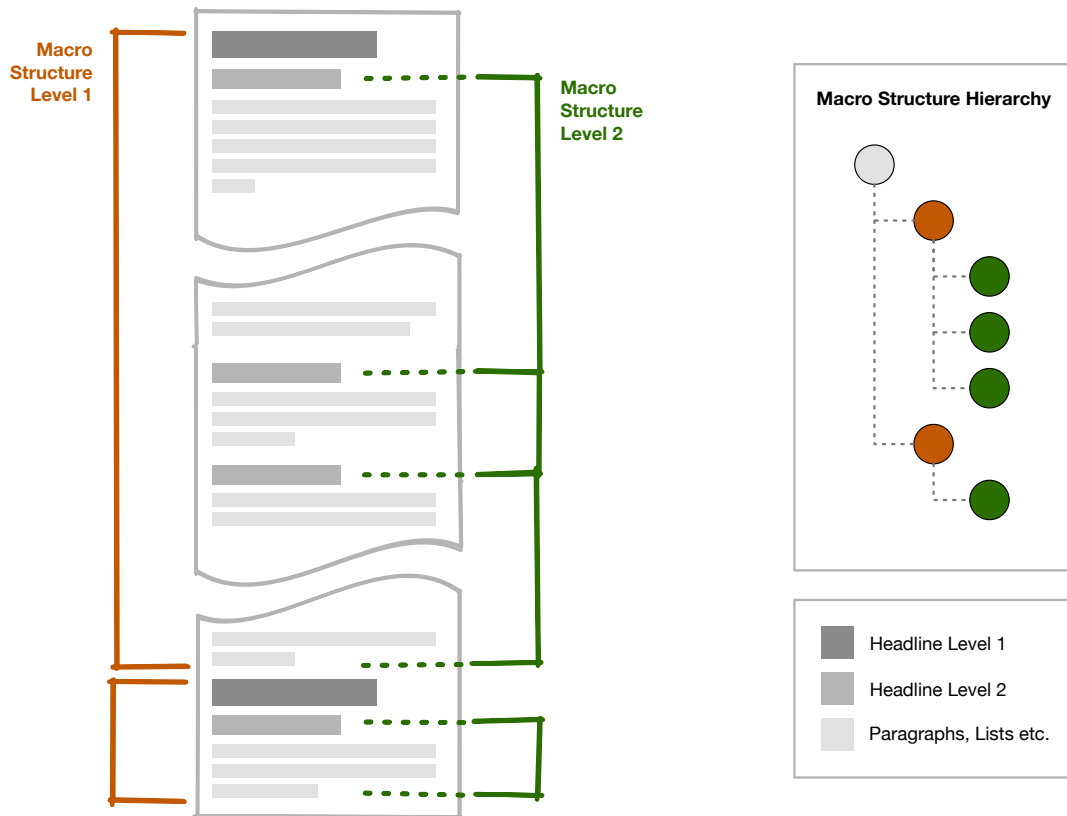 Macro
Structure
Level 1
Macro
Structure
Level 2
Macro Structure Hierarchy
Headline Level 1
Headline Level 2
Paragraphs, Lists etc.